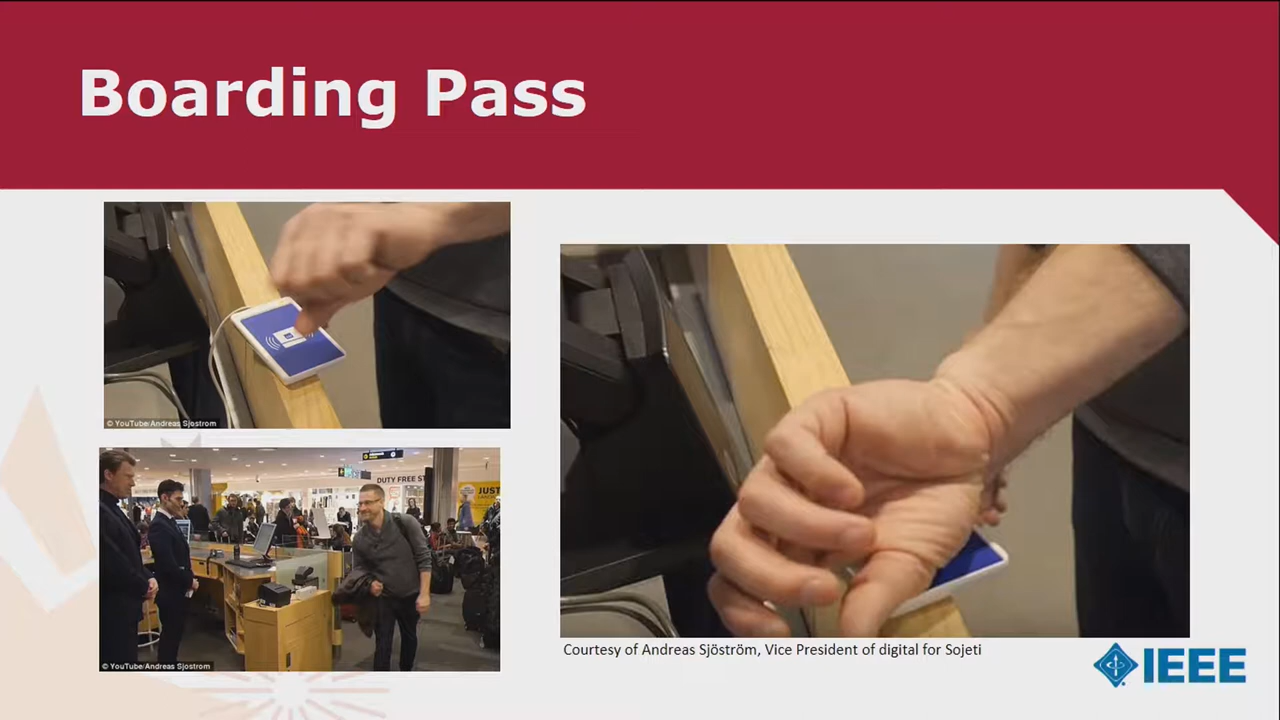 Boarding Pass
© YouTube/Andreas Sjostrom
DUTY FREE ST
JUST
© YouTube/Andreas Sjostrom
Courtesy of Andreas Sjöström, Vice President of digital for Sojeti
IEEE